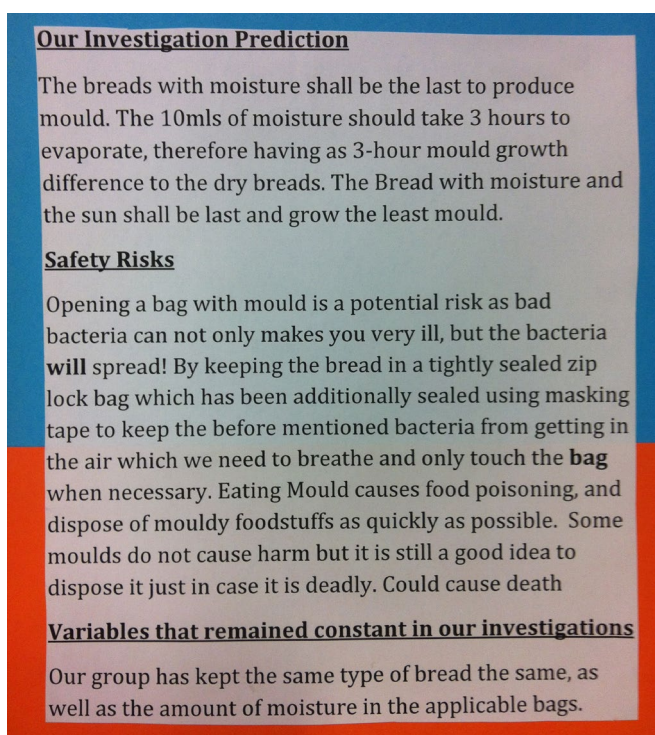 Our Investigation Prediction
The breads with moisture shall be the last to produce
mould. The 10mls of moisture should take 3 hours to
evaporate, therefore having as 3-hour mould growth
difference to the dry breads. The Bread with moisture and
the sun shall be last and grow the least mould.
Safety Risks
Opening a bag with mould is a potential risk as bad
bacteria can not only makes you very ill, but the bacteria
will spread! By keeping the bread in a tightly sealed zip
lock bag which has been additionally sealed using masking
tape to keep the before mentioned bacteria from getting in
the air which we need to breathe and only touch the bag
when necessary. Eating Mould causes food poisoning, and
dispose of mouldy foodstuffs as quickly as possible. Some
moulds do not cause harm but it is still a good idea to
dispose it just in case it is deadly. Could cause death
Variables that remained constant in our investigations
Our group has kept the same type of bread the same, as
well as the amount of moisture in the applicable bags.